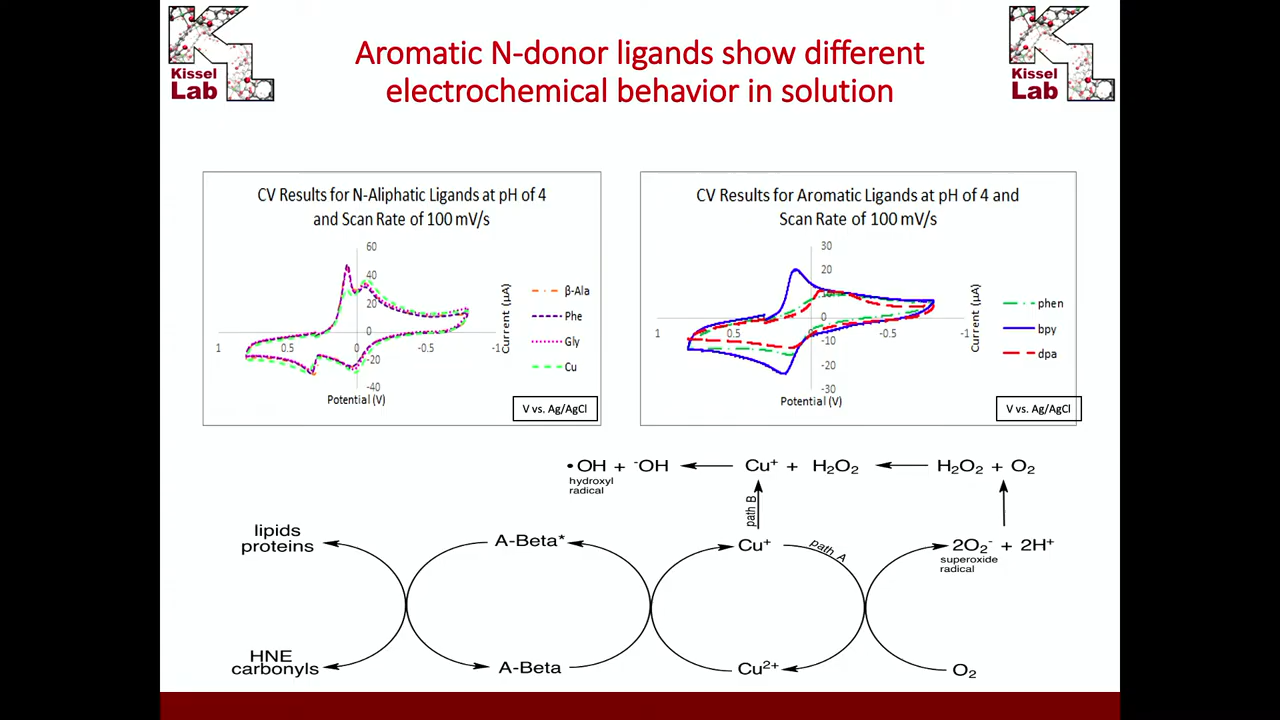 Kissel
Lab
Aromatic N-donor ligands show different
electrochemical behavior in solution
Kissel
Lab
CV Results for N-Aliphatic Ligands at pH of 4
and Scan Rate of 100 mV/s
60
40
20
0
-20
-40
1
0.5
0
-0.5
-1
Current (µA)
Potential (V)
β-Ala
Phe
Gly
Cu
V vs. Ag/AgCl
CV Results for Aromatic Ligands at pH of 4 and
Scan Rate of 100 mV/s
30
20
10
0
-10
-20
-30
1
0.5
0
-0.5
-1
Current (µA)
Potential (V)
phen
bpy
dpa
V vs. Ag/AgCl
•OH + ⁻OH
hydroxyl
radical
Cu⁺ + H₂O₂
H₂O₂ + O₂
path B
lipids
proteins
A-Beta*
Cu⁺
path A
2O₂⁻ + 2H⁺
superoxide
radical
HNE
carbonyls
A-Beta
Cu²⁺
O₂